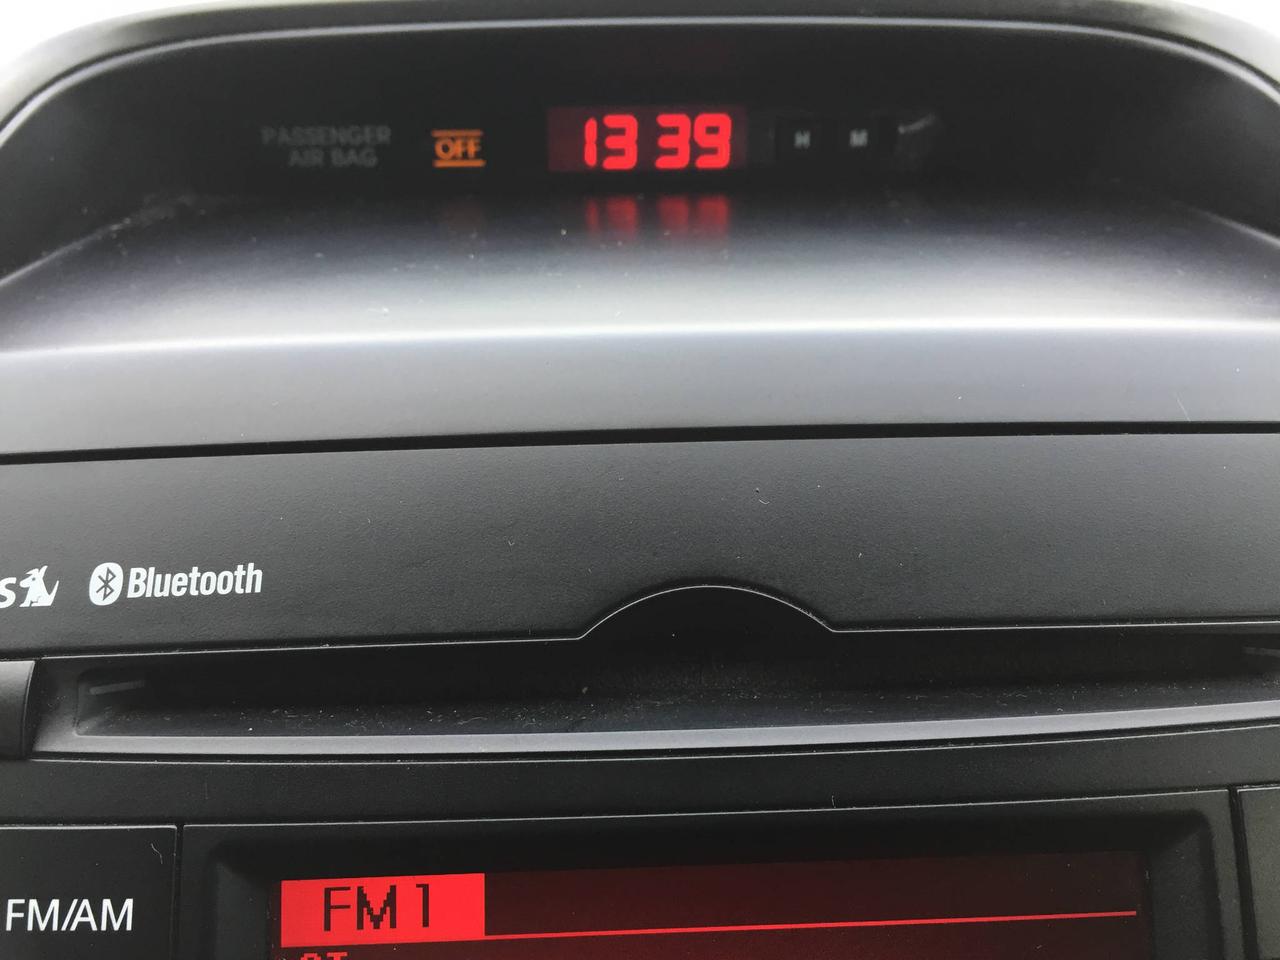 PASSENGER
AIR BAG
OFF
13 39
H M
Bluetooth
FM/AM
FM1